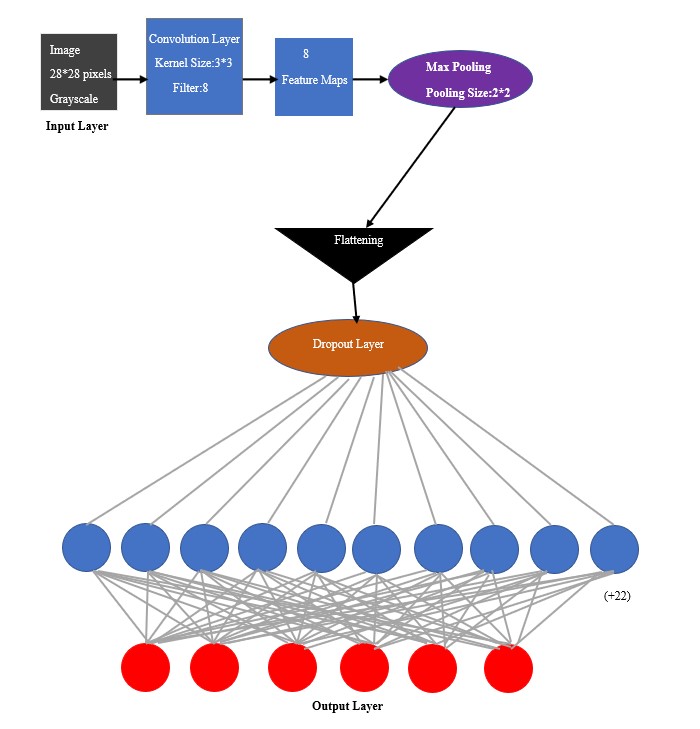 Image
28*28 pixels
Grayscale
Input Layer
Convolution Layer
Kernel Size:3*3
Filter:8
8
Feature Maps
Max Pooling
Pooling Size:2*2
Flattening
Dropout Layer
(+22)
Output Layer